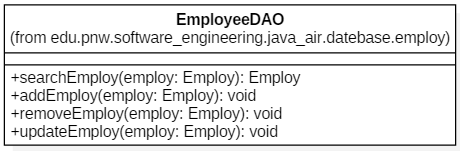 EmployeeDAO
(from edu.pnw.software_engineering.java_air.datebase.employ)
+searchEmploy(employ: Employ): Employ
+addEmploy(employ: Employ): void
+removeEmploy(employ: Employ): void
+updateEmploy(employ: Employ): void